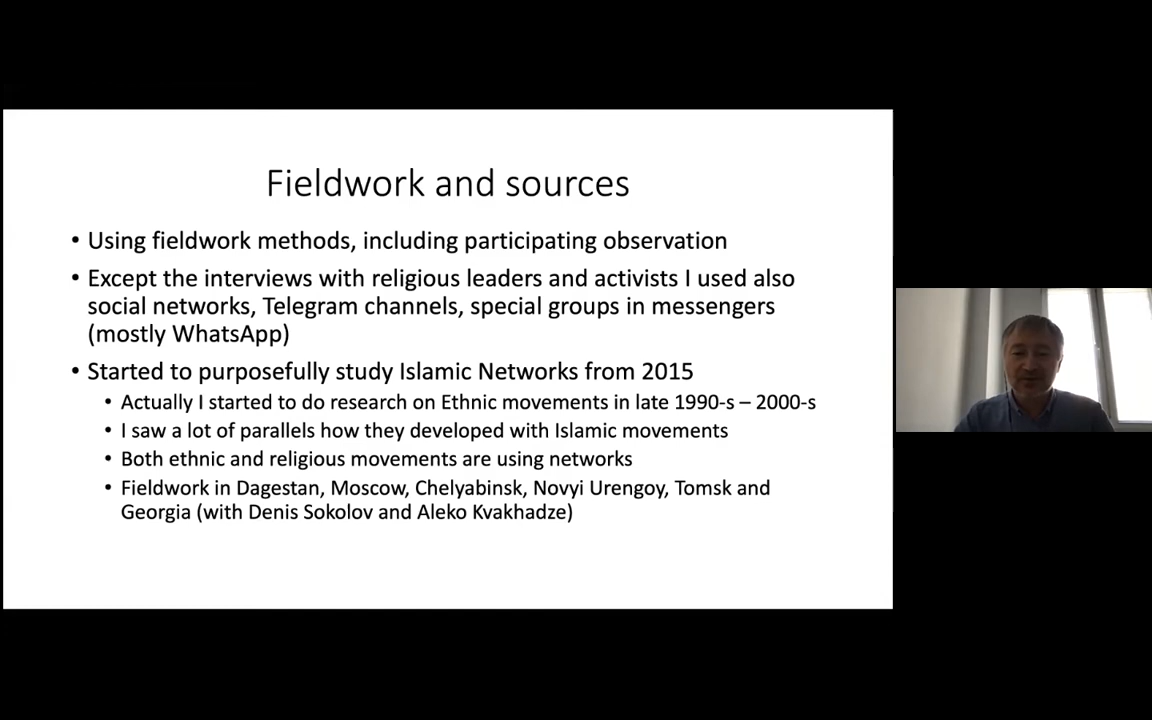 Fieldwork and sources
• Using fieldwork methods, including participating observation
• Except the interviews with religious leaders and activists I used also
social networks, Telegram channels, special groups in messengers
(mostly WhatsApp)
• Started to purposefully study Islamic Networks from 2015
• Actually I started to do research on Ethnic movements in late 1990-s – 2000-s
• I saw a lot of parallels how they developed with Islamic movements
• Both ethnic and religious movements are using networks
• Fieldwork in Dagestan, Moscow, Chelyabinsk, Novyi Urengoy, Tomsk and
Georgia (with Denis Sokolov and Aleko Kvakhadze)